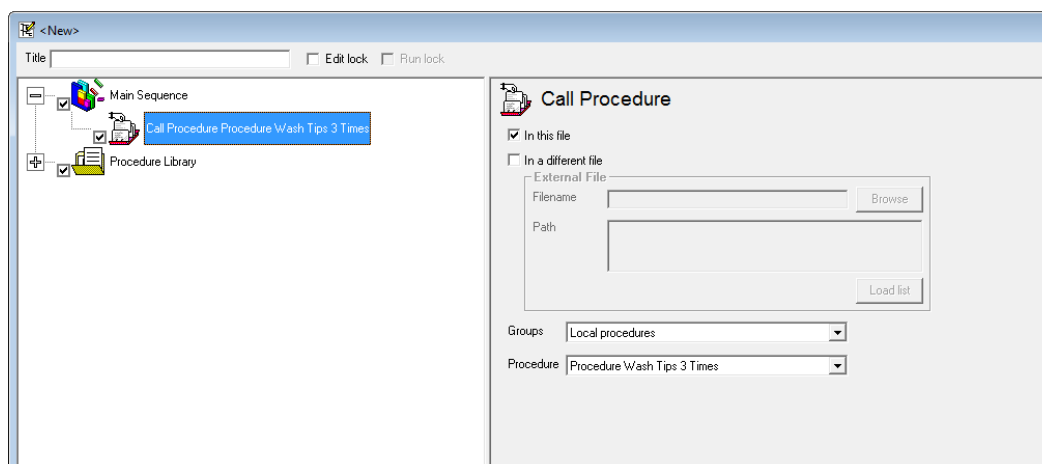 <New>
Title Edit lock Run lock
Main Sequence
Call Procedure Procedure Wash Tips 3 Times
Procedure Library
Call Procedure
In this file
In a different file
External File
Filename Browse
Path
Load list
Groups Local procedures
Procedure Procedure Wash Tips 3 Times